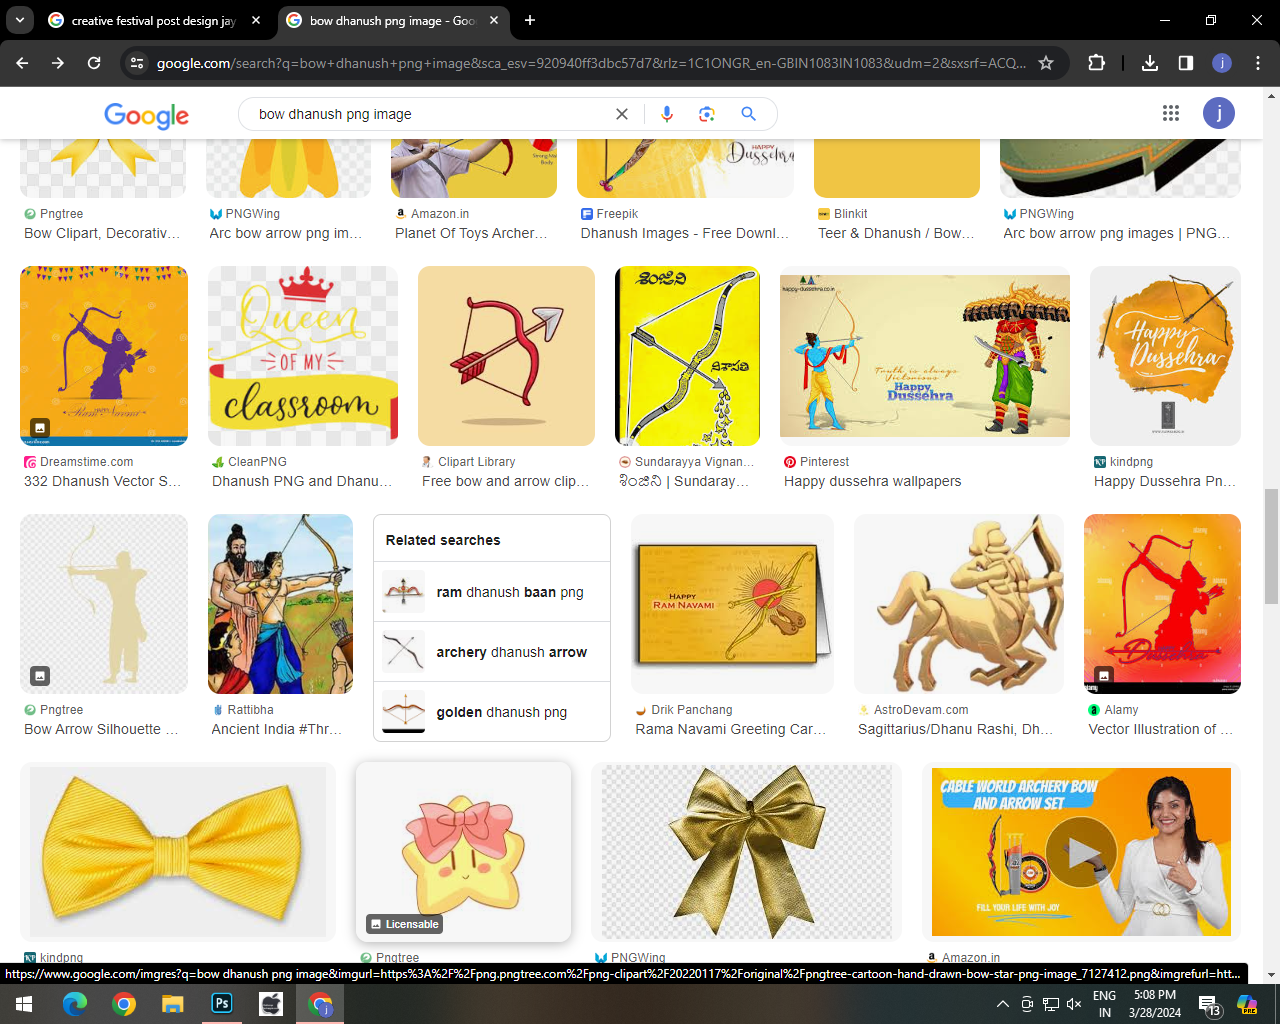 creative festival post design jay
bow dhanush png image - Goo
google.com/search?q=bow+dhanush+png+image&sca_esv=920940ff3dbc57d7&rlz=1C1ONGR_en-GBIN1083IN1083&udm=2&sxsrf=ACQ...
j
Google
bow dhanush png image
j
HAPPY
Dussehra
Pngtree
Bow Clipart, Decorativ...
PNGWing
Arc bow arrow png im...
Amazon.in
Planet Of Toys Archer...
Freepik
Dhanush Images - Free Downl...
Blinkit
Teer & Dhanush / Bow...
PNGWing
Arc bow arrow png images | PNG...
Queen
OF MY
classroom
శింజిని
నిశాపతి
happy-dussehra.co.in
Truth is always
Victorious
Happy
Dussehra
Happy
Dussehra
Dreamstime.com
332 Dhanush Vector S...
CleanPNG
Dhanush PNG and Dhanu...
Clipart Library
Free bow and arrow clip...
Sundarayya Vignan...
శింజిని | Sundaray...
Pinterest
Happy dussehra wallpapers
kindpng
Happy Dussehra Pn...
Related searches
ram dhanush baan png
archery dhanush arrow
golden dhanush png
HAPPY
RAM NAVAMI
Dussehra
alamy
Pngtree
Bow Arrow Silhouette ...
Rattibha
Ancient India #Thr...
Drik Panchang
Rama Navami Greeting Car...
AstroDevam.com
Sagittarius/Dhanu Rashi, Dh...
Alamy
Vector Illustration of ...
Licensable
CABLE WORLD ARCHERY BOW
AND ARROW SET
FILL YOUR LIFE WITH JOY
kindpng
Pngtree
PNGWing
Amazon.in
https://www.google.com/imgres?q=bow dhanush png image&imgurl=https%3A%2F%2Fpng.pngtree.com%2Fpng-clipart%2F20220117%2Foriginal%2Fpngtree-cartoon-hand-drawn-bow-star-png-image_7127412.png&imgrefurl=htt...
Ps
ENG
IN
5:08 PM
3/28/2024
13